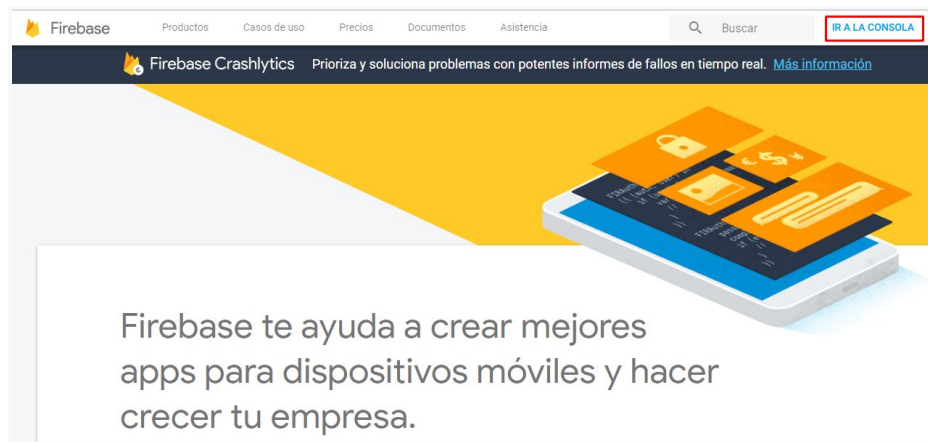 Firebase Productos Casos de uso Precios Documentos Asistencia Buscar IR A LA CONSOLA
Firebase Crashlytics Prioriza y soluciona problemas con potentes informes de fallos en tiempo real. Más información
Firebase te ayuda a crear mejores
apps para dispositivos móviles y hacer
crecer tu empresa.